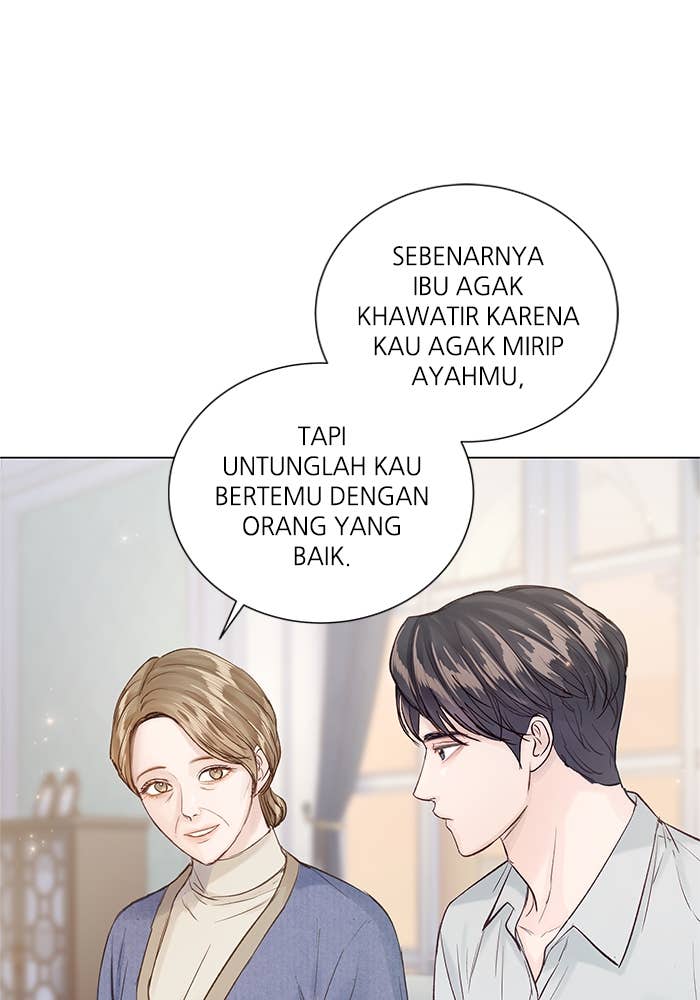 SEBENARNYA
IBU AGAK
KHAWATIR KARENA
KAU AGAK MIRIP
AYAHMU,
TAPI
UNTUNGLAH KAU
BERTEMU DENGAN
ORANG YANG
BAIK.